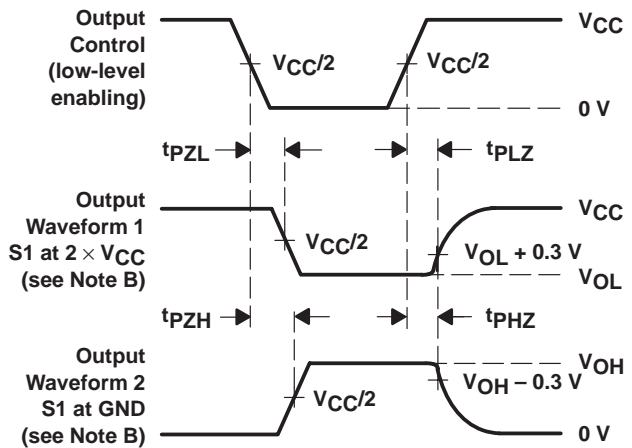 Output
Control
(low-level
enabling)
VCC/2
VCC/2
VCC
0 V
tPZL
tPLZ
Output
Waveform 1
S1 at 2 × VCC
(see Note B)
VCC/2
VCC
VOL + 0.3 V
VOL
tPZH
tPHZ
Output
Waveform 2
S1 at GND
(see Note B)
VCC/2
VOH
VOH – 0.3 V
0 V